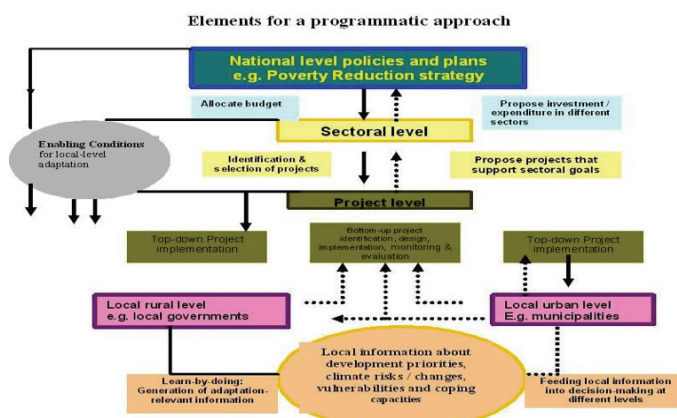 Elements for a programmatic approach
National level policies and plans
e.g. Poverty Reduction strategy
Allocate budget
Propose investment /
expenditure in different
sectors
Sectoral level
Enabling Conditions
for local-level
adaptation
Identification &
selection of projects
Propose projects that
support sectoral goals
Project level
Top-down Project
implementation
Bottom-up project
identification, design,
implementation, monitoring &
evaluation
Top-down Project
implementation
Local rural level
e.g. local governments
Local urban level
E.g. municipalities
Local information about
development priorities,
climate risks / changes,
vulnerabilities and coping
capacities
Learn-by-doing:
Generation of adaptation-
relevant information
Feeding local information
into decision-making at
different levels